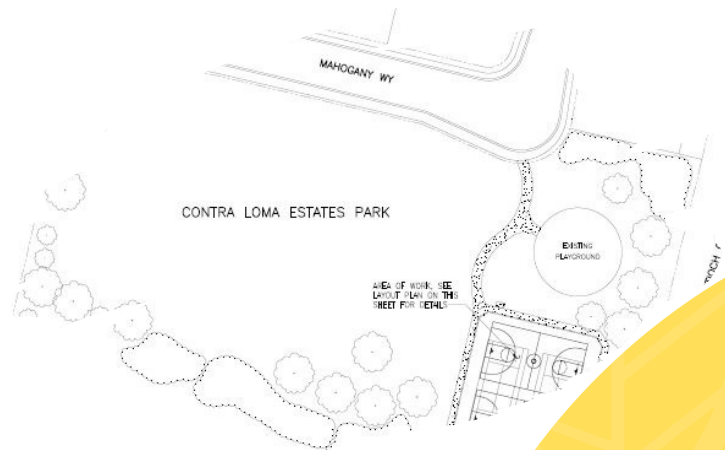 MAHOGANY WY
CONTRA LOMA ESTATES PARK
EXISTING
PLAYGROUND
AREA OF WORK, SEE
LAYOUT PLAN ON THIS
SHEET FOR DETAILS